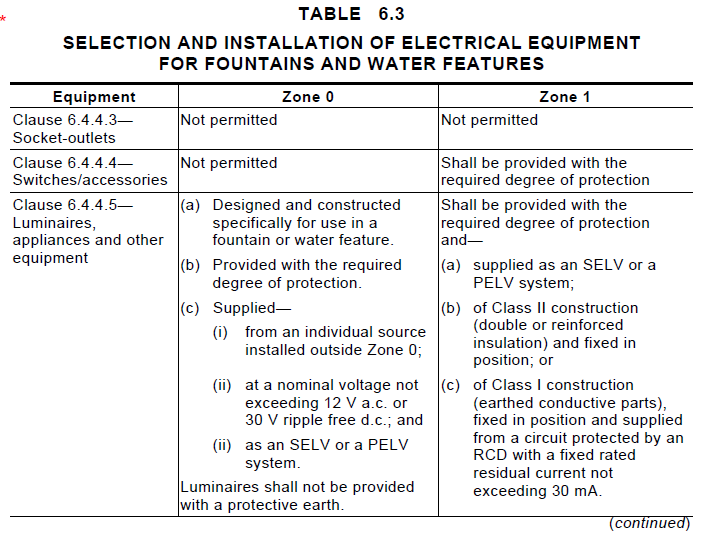 *
TABLE 6.3
SELECTION AND INSTALLATION OF ELECTRICAL EQUIPMENT
FOR FOUNTAINS AND WATER FEATURES
Equipment
Zone 0
Zone 1
Clause 6.4.4.3—
Socket-outlets
Not permitted
Not permitted
Clause 6.4.4.4—
Switches/accessories
Not permitted
Shall be provided with the
required degree of protection
Clause 6.4.4.5—
Luminaires,
appliances and other
equipment
(a) Designed and constructed
specifically for use in a
fountain or water feature.
(b) Provided with the required
degree of protection.
(c) Supplied—
(i) from an individual source
installed outside Zone 0;
(ii) at a nominal voltage not
exceeding 12 V a.c. or
30 V ripple free d.c.; and
(ii) as an SELV or a PELV
system.
Luminaires shall not be provided
with a protective earth.
Shall be provided with the
required degree of protection
and—
(a) supplied as an SELV or a
PELV system;
(b) of Class II construction
(double or reinforced
insulation) and fixed in
position; or
(c) of Class I construction
(earthed conductive parts),
fixed in position and supplied
from a circuit protected by an
RCD with a fixed rated
residual current not
exceeding 30 mA.
(continued)